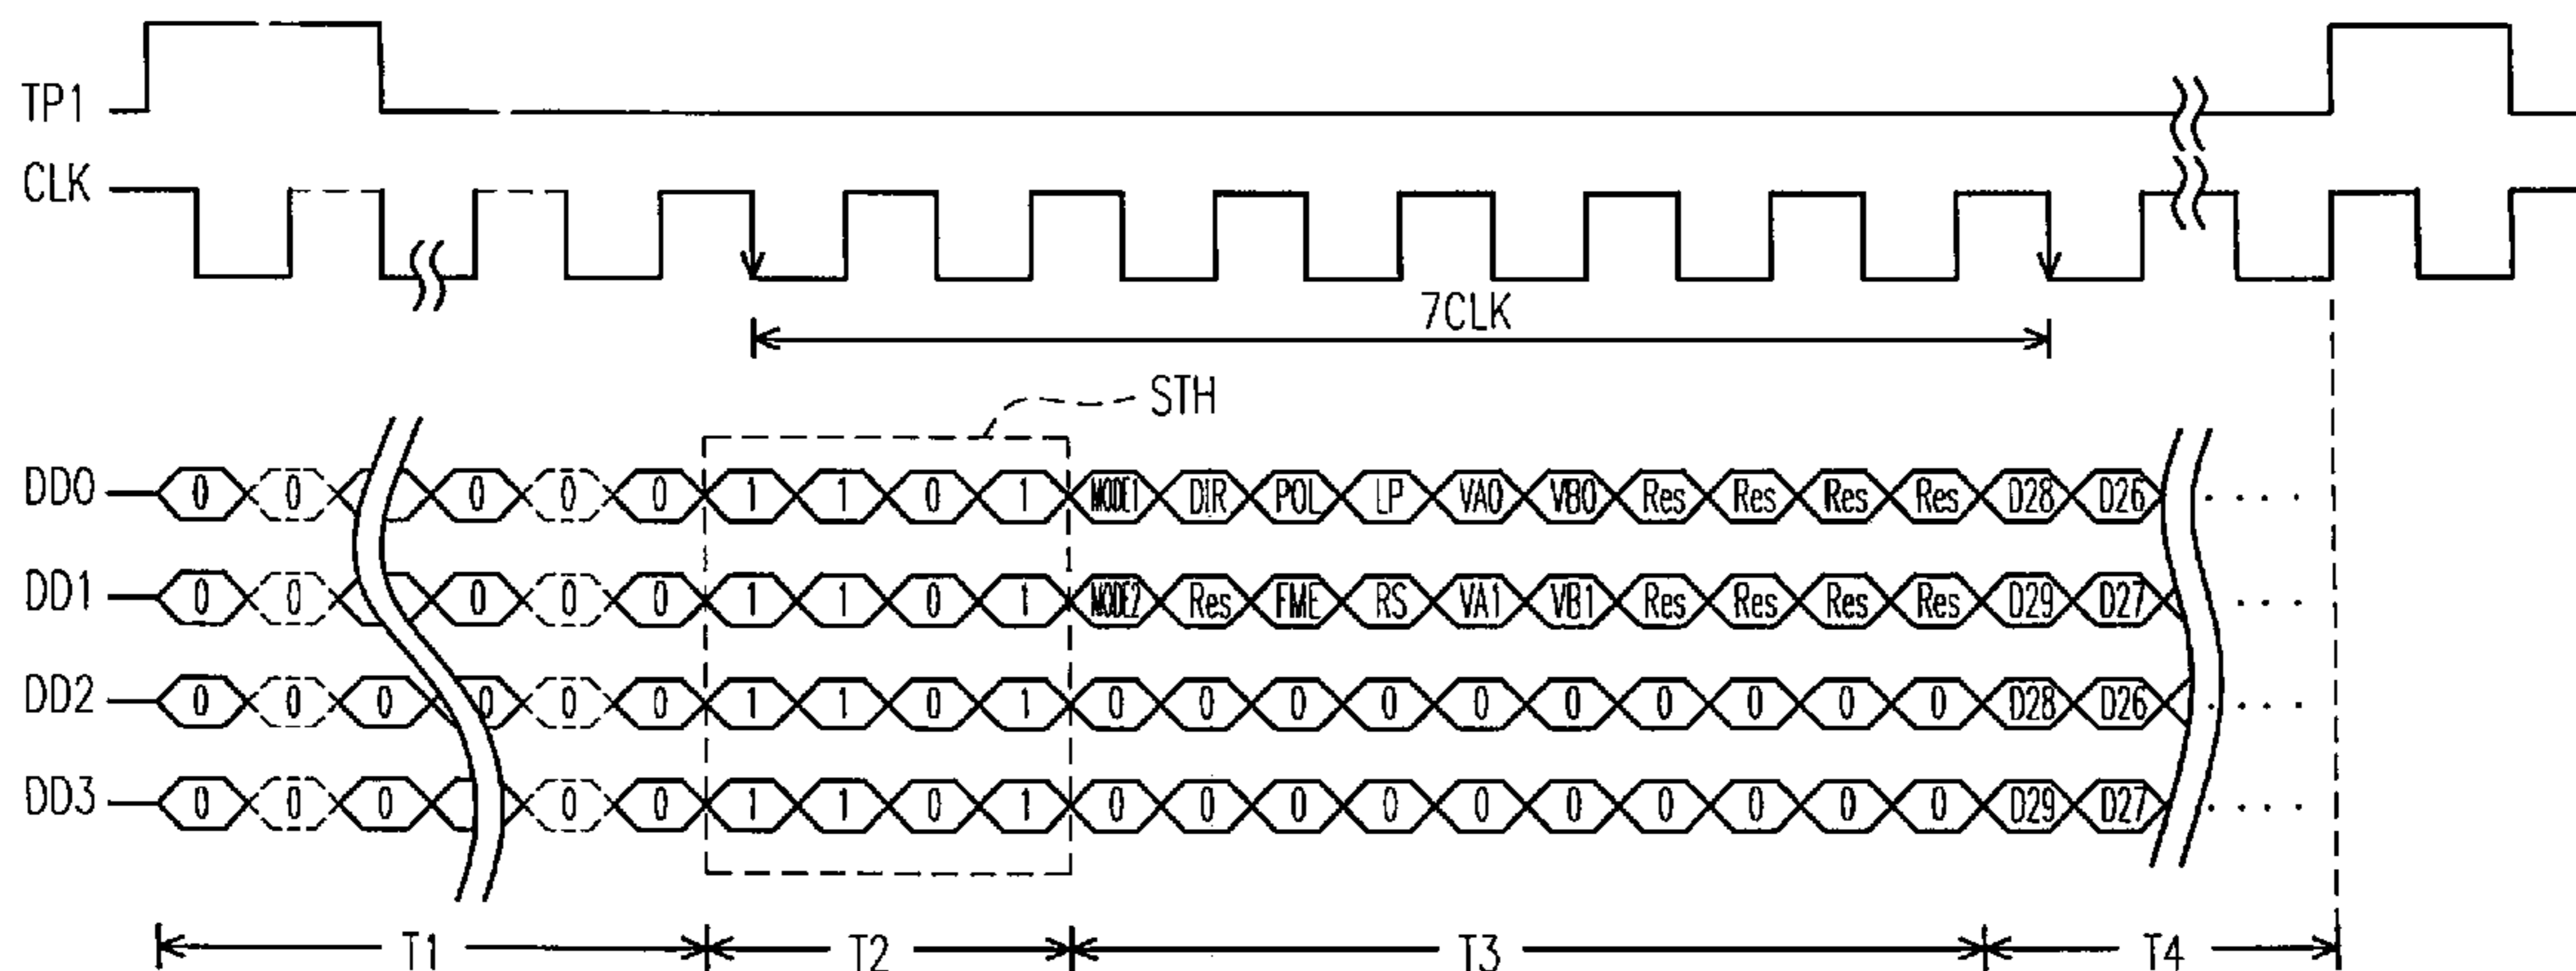 TP1
CLK
7CLK
STH
DD0 0 0 0 0 0 1 1 0 1 MODE1 DIR POL LP VA0 VB0 Res Res Res Res D28 D26 ....
DD1 0 0 0 0 0 1 1 0 1 MODE2 Res FME RS VA1 VB1 Res Res Res Res D29 D27 ...
DD2 0 0 0 0 0 0 1 1 0 1 0 0 0 0 0 0 0 0 0 0 D28 D26 ....
DD3 0 0 0 0 0 1 1 0 1 0 0 0 0 0 0 0 0 0 0 D29 D27 ....
T1 T2 T3 T4